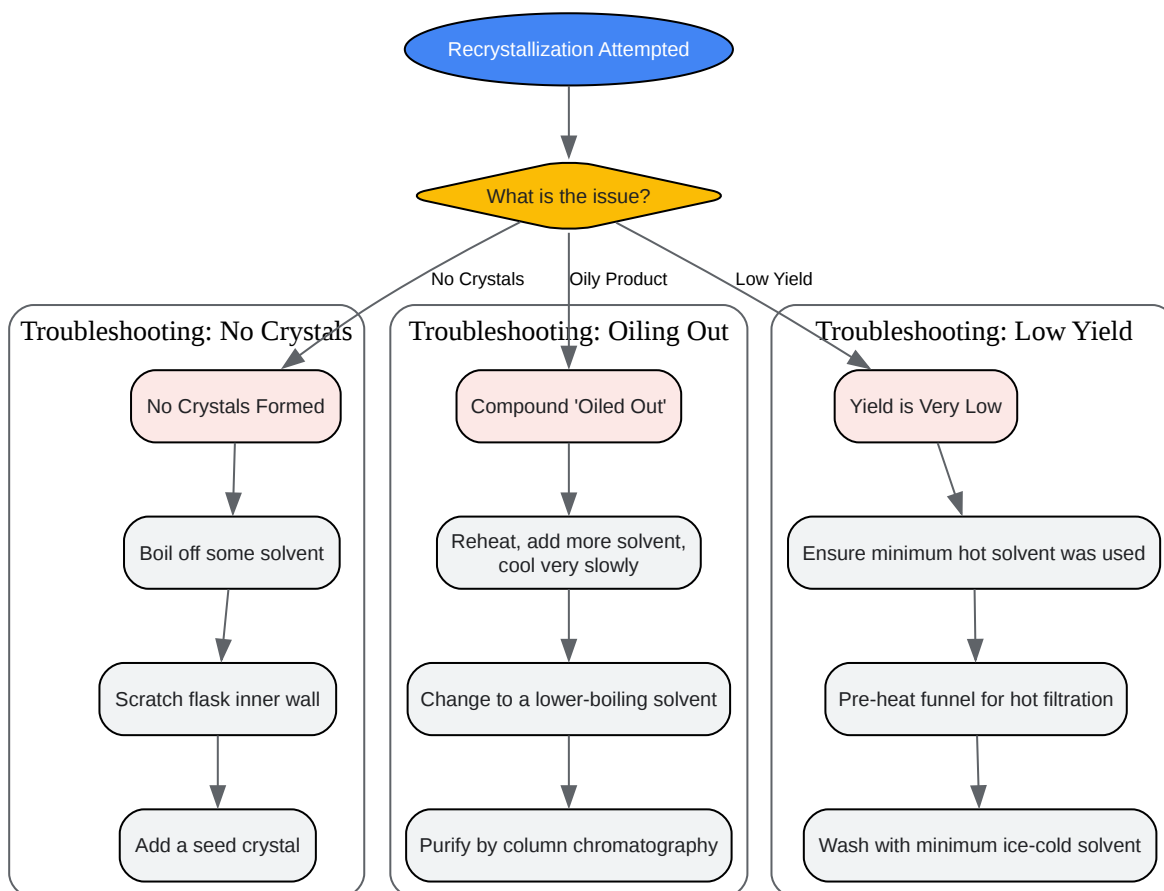 Recrystallization Attempted
What is the issue?
No Crystals
Oily Product
Low Yield
Troubleshooting: No Crystals
No Crystals Formed
Boil off some solvent
Scratch flask inner wall
Add a seed crystal
Troubleshooting: Oiling Out
Compound 'Oiled Out'
Reheat, add more solvent,
cool very slowly
Change to a lower-boiling solvent
Purify by column chromatography
Troubleshooting: Low Yield
Yield is Very Low
Ensure minimum hot solvent was used
Pre-heat funnel for hot filtration
Wash with minimum ice-cold solvent